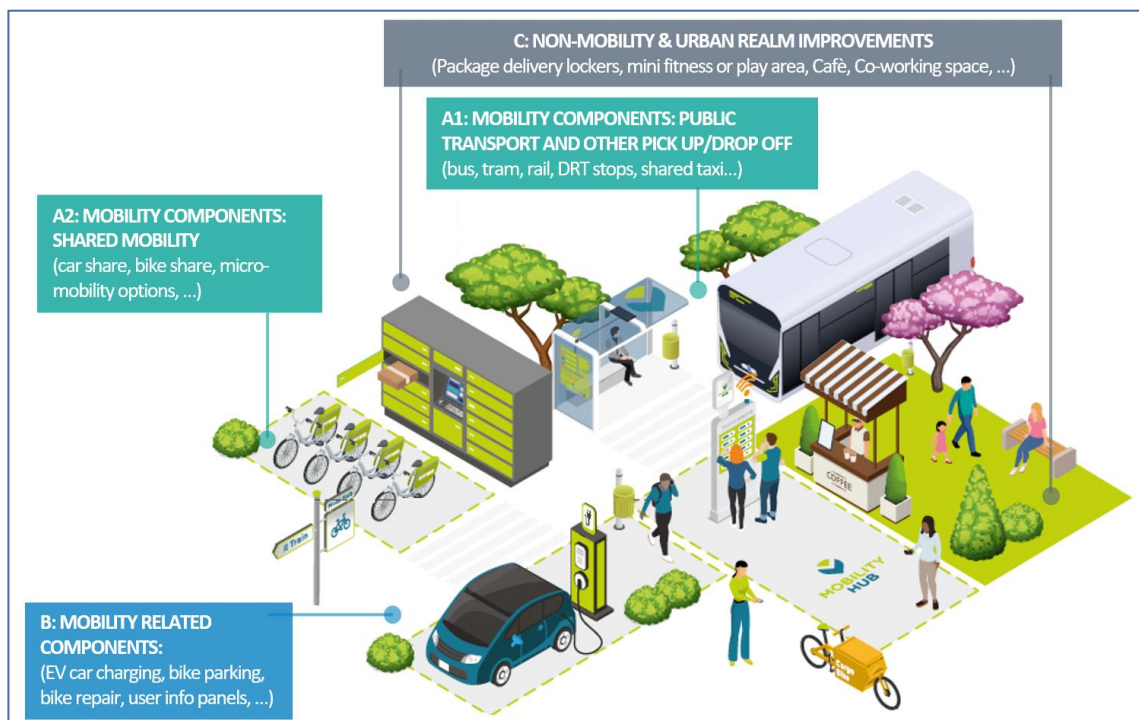 C: NON-MOBILITY & URBAN REALM IMPROVEMENTS
(Package delivery lockers, mini fitness or play area, Cafè, Co-working space, ...)
A1: MOBILITY COMPONENTS: PUBLIC
TRANSPORT AND OTHER PICK UP/DROP OFF
(bus, tram, rail, DRT stops, shared taxi...)
A2: MOBILITY COMPONENTS:
SHARED MOBILITY
(car share, bike share, micro-
mobility options, ...)
COFFEE
Train
MOBILITY
HUB
B: MOBILITY RELATED
COMPONENTS:
(EV car charging, bike parking,
bike repair, user info panels, ...)
Cargo
Bike